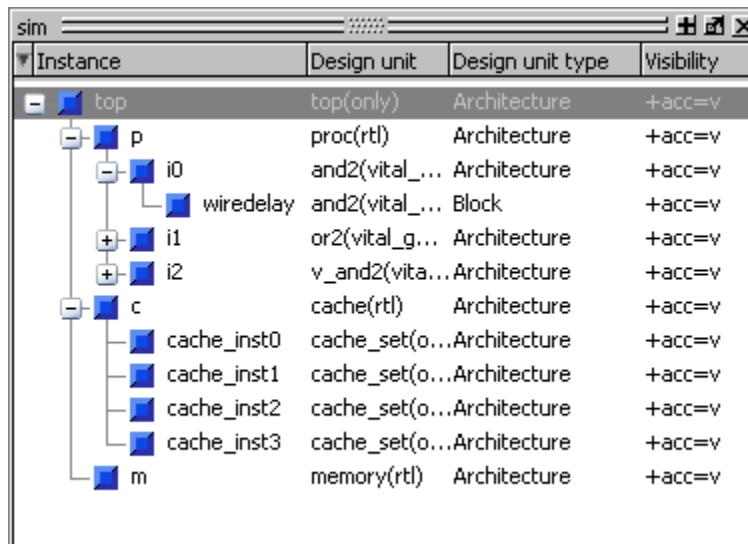 sim
Instance Design unit Design unit type Visibility
top top(only) Architecture +acc=v
p proc(rtl) Architecture +acc=v
i0 and2(vital_... Architecture +acc=v
wiredelay and2(vital_... Block +acc=v
i1 or2(vital_g... Architecture +acc=v
i2 v_and2(vita... Architecture +acc=v
c cache(rtl) Architecture +acc=v
cache_inst0 cache_set(o... Architecture +acc=v
cache_inst1 cache_set(o... Architecture +acc=v
cache_inst2 cache_set(o... Architecture +acc=v
cache_inst3 cache_set(o... Architecture +acc=v
m memory(rtl) Architecture +acc=v